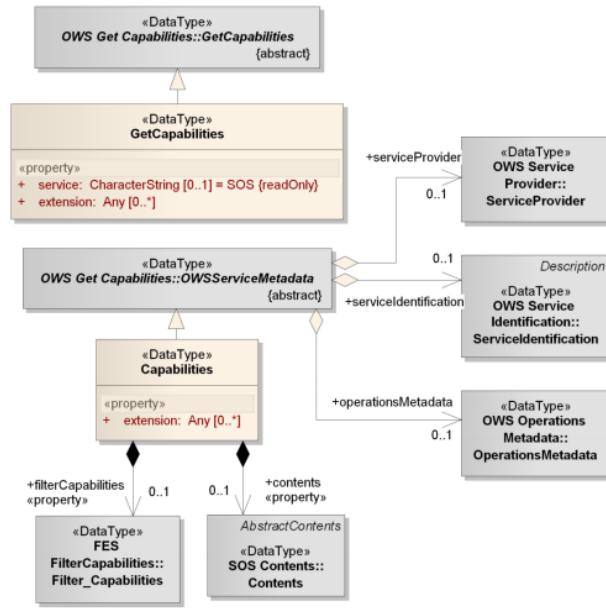 «DataType»
OWS Get Capabilities::GetCapabilities
{abstract}
«DataType»
GetCapabilities
«property»
+ service: CharacterString [0..1] = SOS {readOnly}
+ extension: Any [0..*]
+serviceProvider
0..1
«DataType»
OWS Service
Provider::
ServiceProvider
«DataType»
OWS Get Capabilities::OWSServiceMetadata
{abstract}
0..1
+serviceIdentification
Description
«DataType»
OWS Service
Identification::
ServiceIdentification
«DataType»
Capabilities
«property»
+ extension: Any [0..*]
+operationsMetadata
0..1
«DataType»
OWS Operations
Metadata::
OperationsMetadata
+filterCapabilities
«property»
0..1
0..1
+contents
«property»
«DataType»
FES
FilterCapabilities::
Filter_Capabilities
AbstractContents
«DataType»
SOS Contents::
Contents